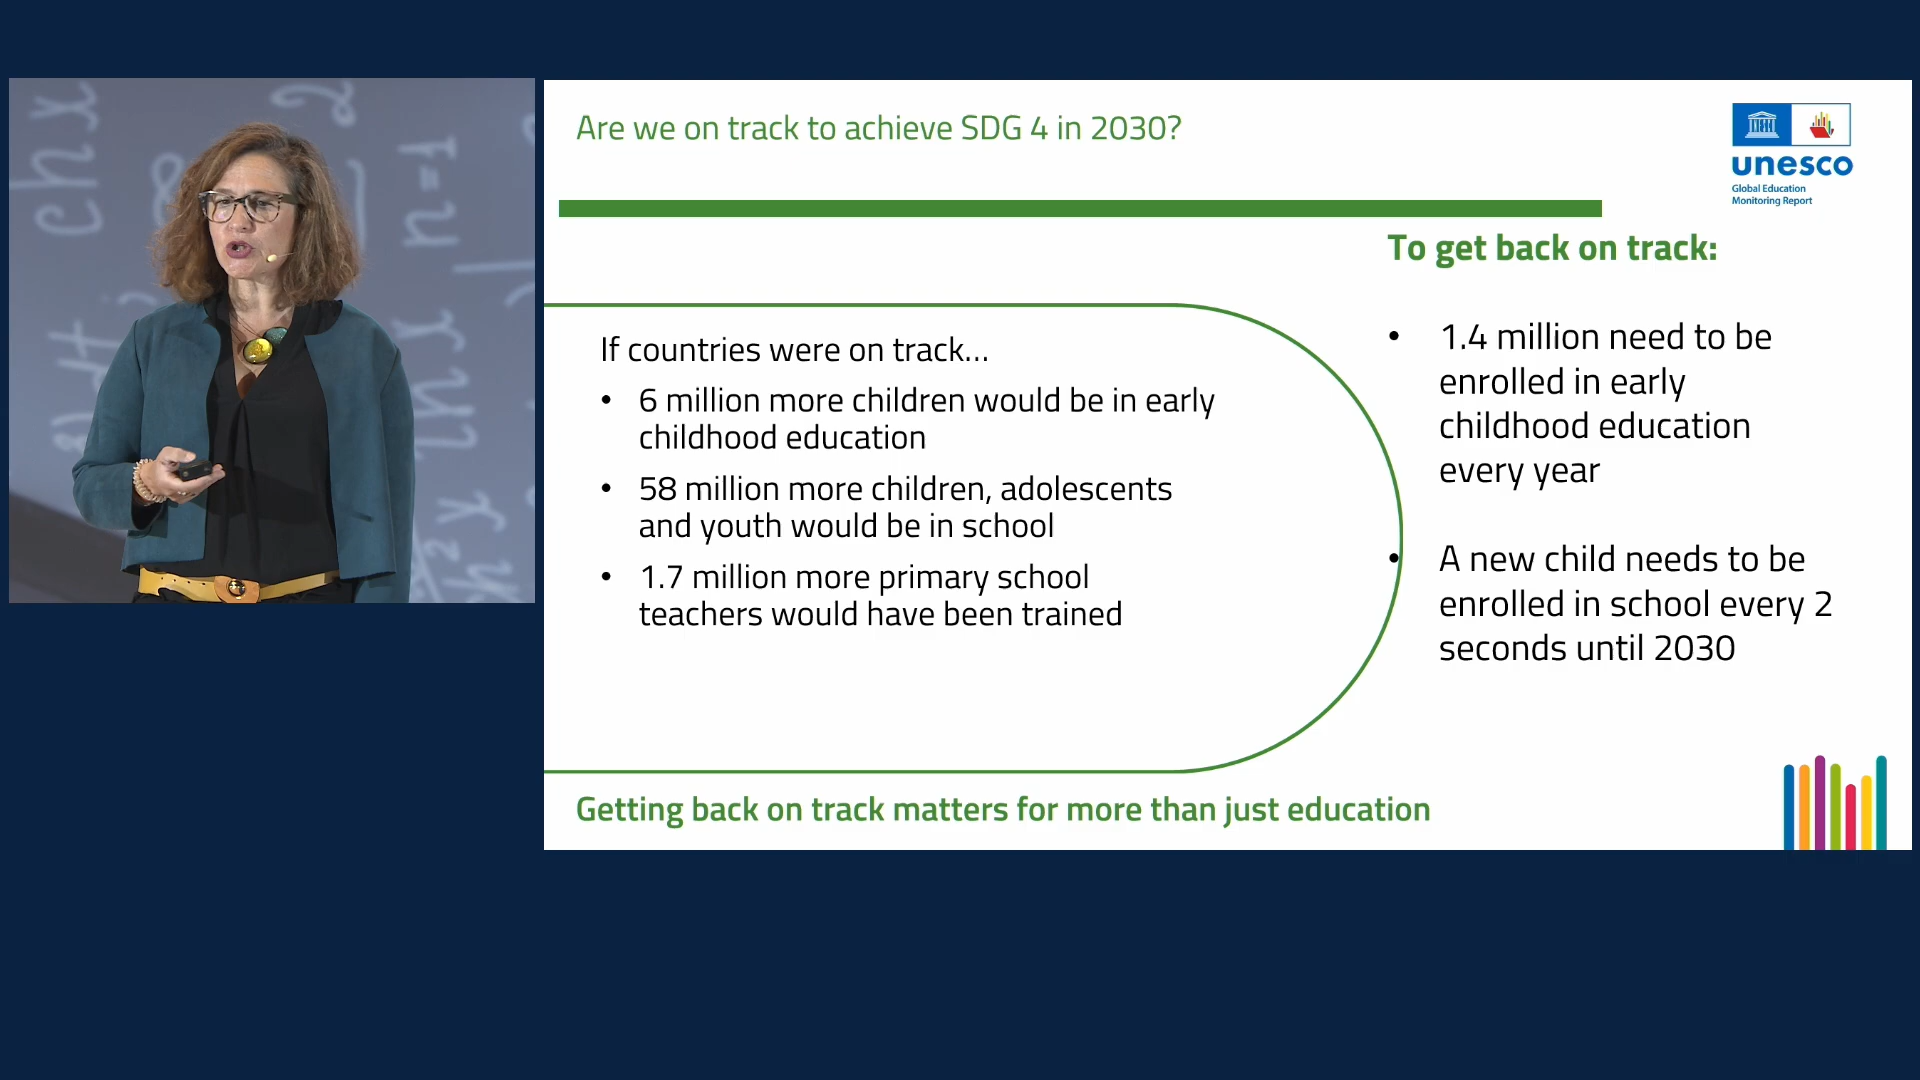 Are we on track to achieve SDG 4 in 2030?
unesco
Global Education
Monitoring Report
If countries were on track...
• 6 million more children would be in early
childhood education
• 58 million more children, adolescents
and youth would be in school
• 1.7 million more primary school
teachers would have been trained
To get back on track:
• 1.4 million need to be
enrolled in early
childhood education
every year
• A new child needs to be
enrolled in school every 2
seconds until 2030
Getting back on track matters for more than just education
n=1